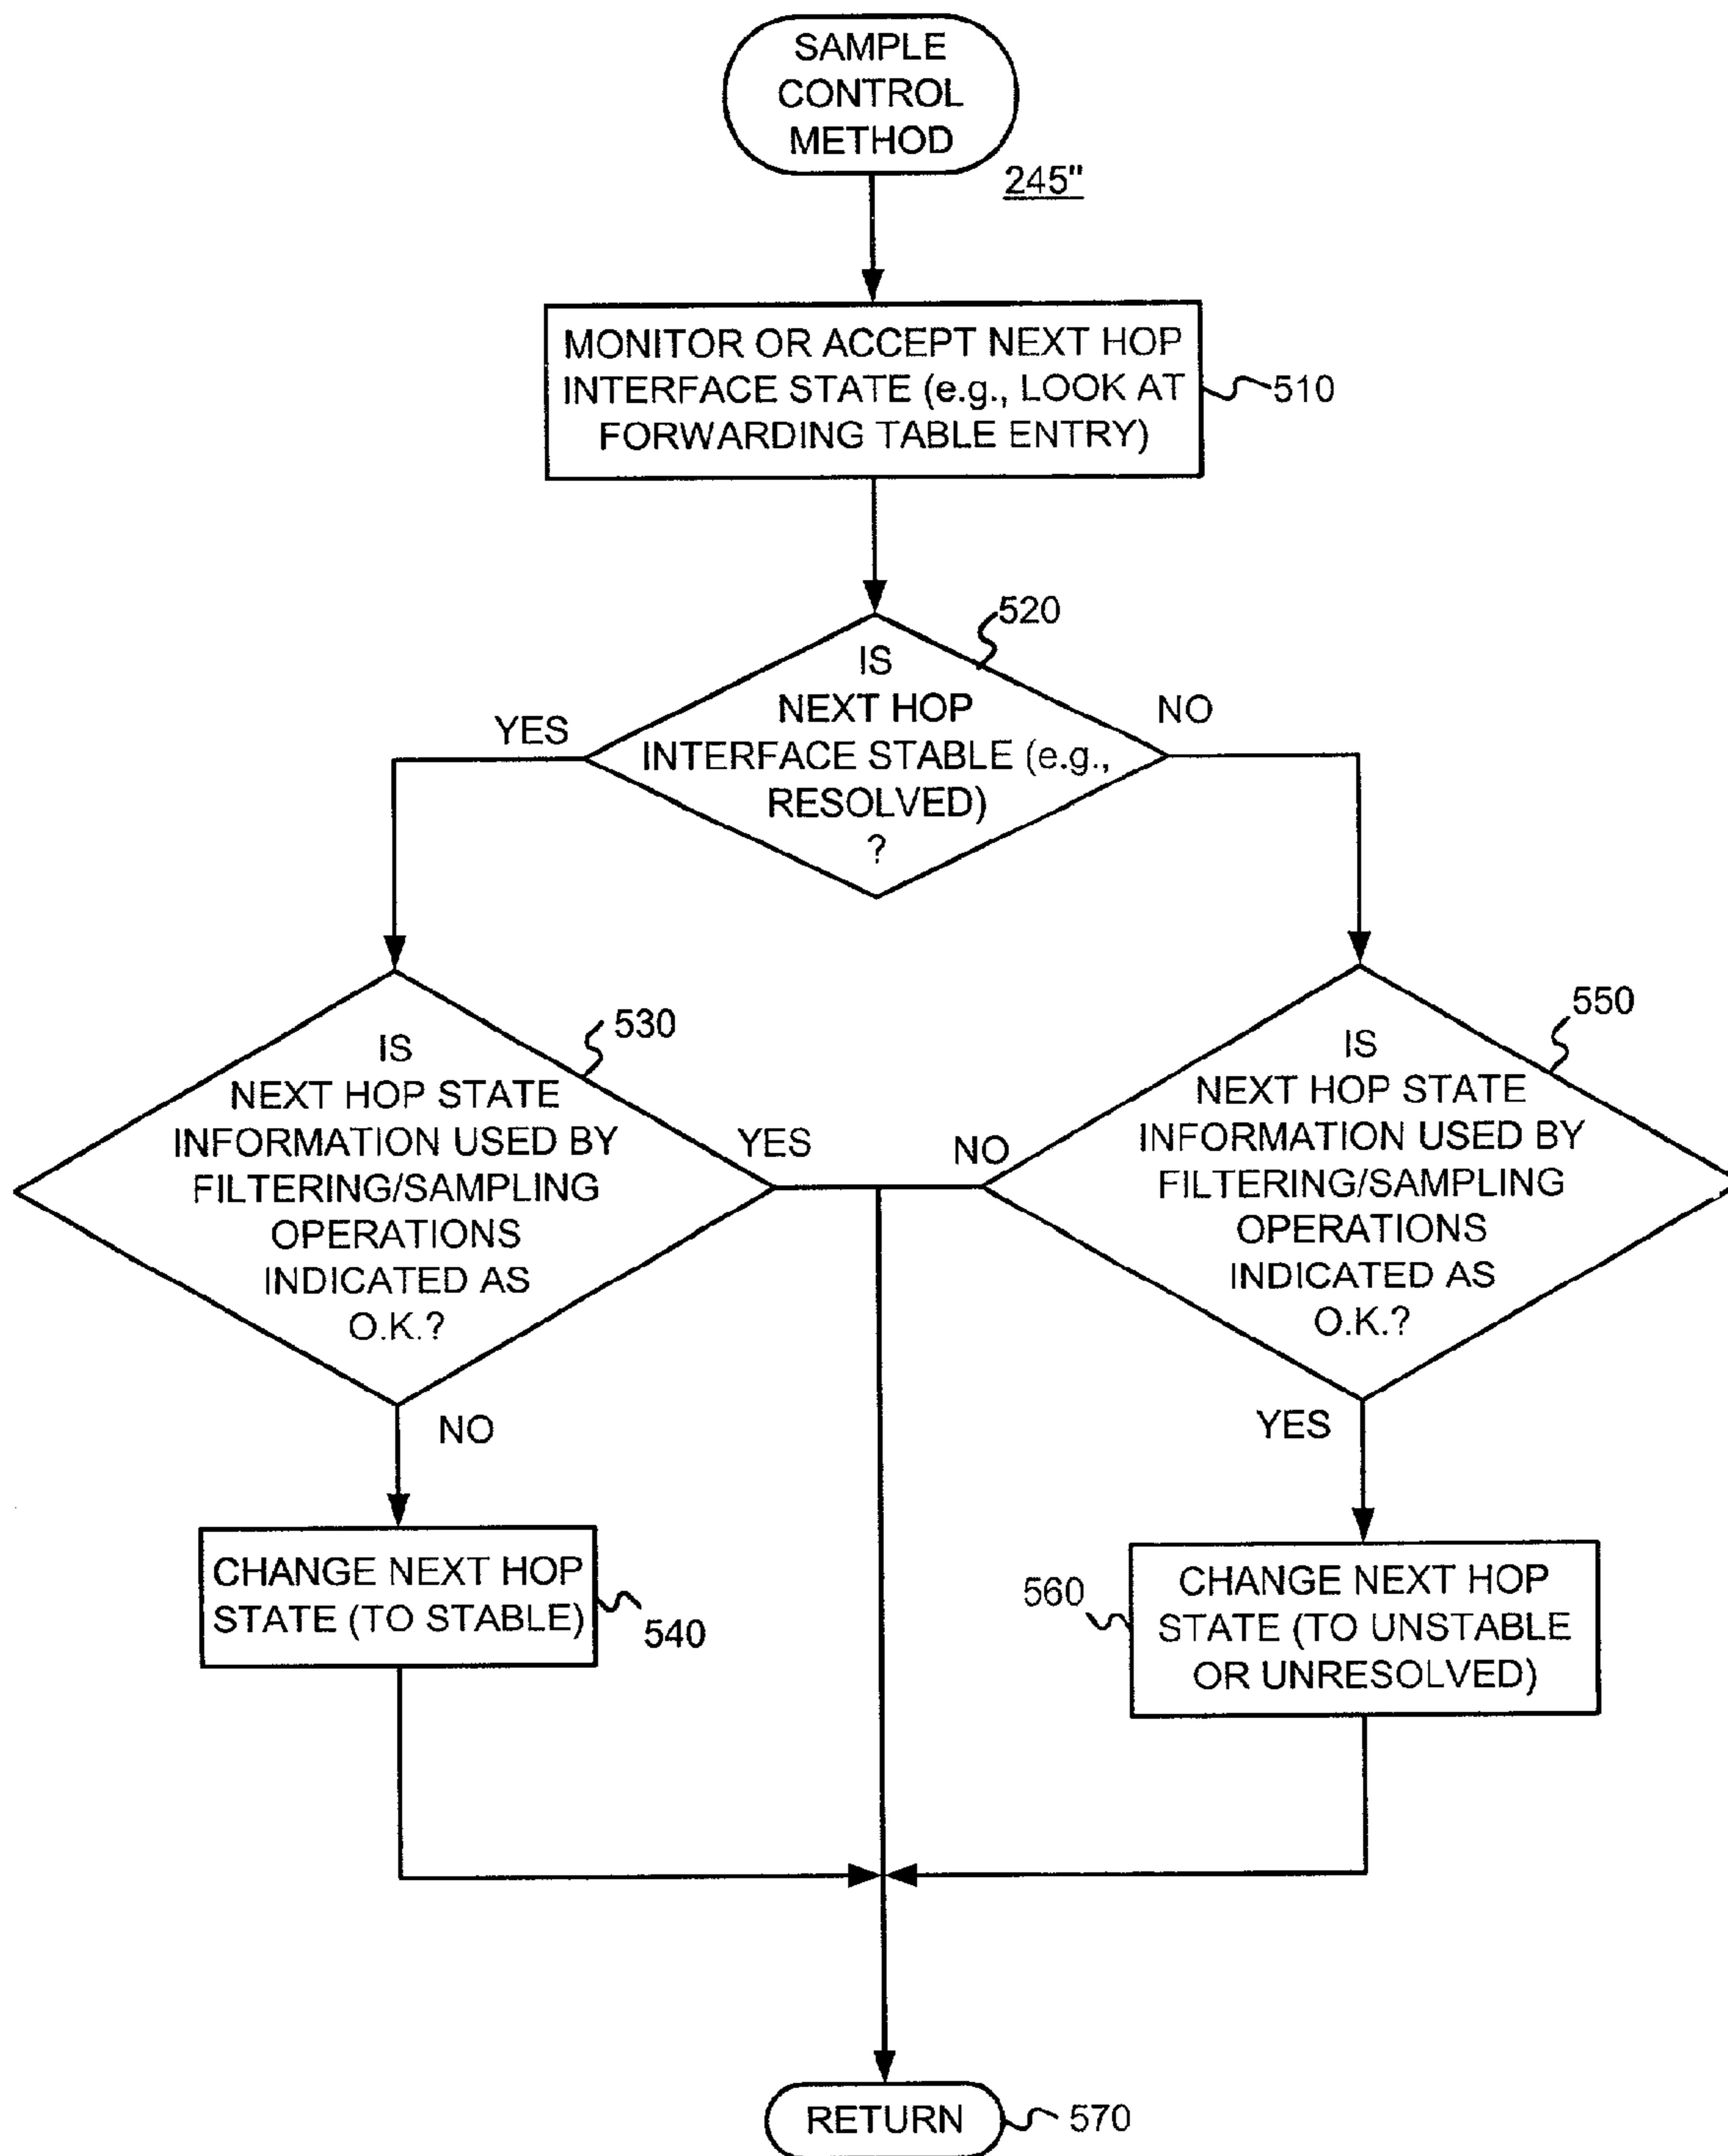 SAMPLE
CONTROL
METHOD
245"
MONITOR OR ACCEPT NEXT HOP
INTERFACE STATE (e.g., LOOK AT
FORWARDING TABLE ENTRY)
510
520
IS
NEXT HOP
INTERFACE STABLE (e.g.,
RESOLVED)
?
YES
NO
530
IS
NEXT HOP STATE
INFORMATION USED BY
FILTERING/SAMPLING
OPERATIONS
INDICATED AS
O.K.?
YES
NO
550
IS
NEXT HOP STATE
INFORMATION USED BY
FILTERING/SAMPLING
OPERATIONS
INDICATED AS
O.K.?
NO
YES
CHANGE NEXT HOP
STATE (TO STABLE)
540
560
CHANGE NEXT HOP
STATE (TO UNSTABLE
OR UNRESOLVED)
RETURN
570